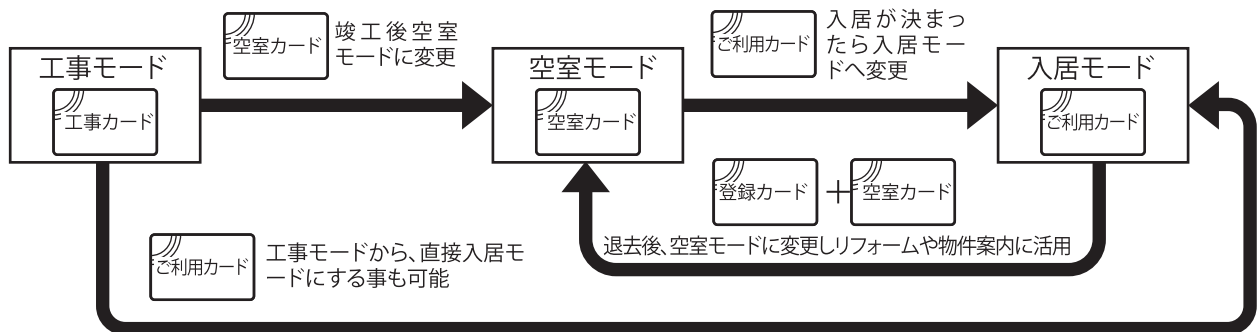 工事モード
工事カード
空室カード
竣工後空室
モードに変更
空室モード
空室カード
ご利用カード
入居が決まっ
たら入居モー
ドへ変更
入居モード
ご利用カード
登録カード
+
空室カード
退去後、空室モードに変更しリフォームや物件案内に活用
ご利用カード
工事モードから、直接入居モ
ードにする事も可能